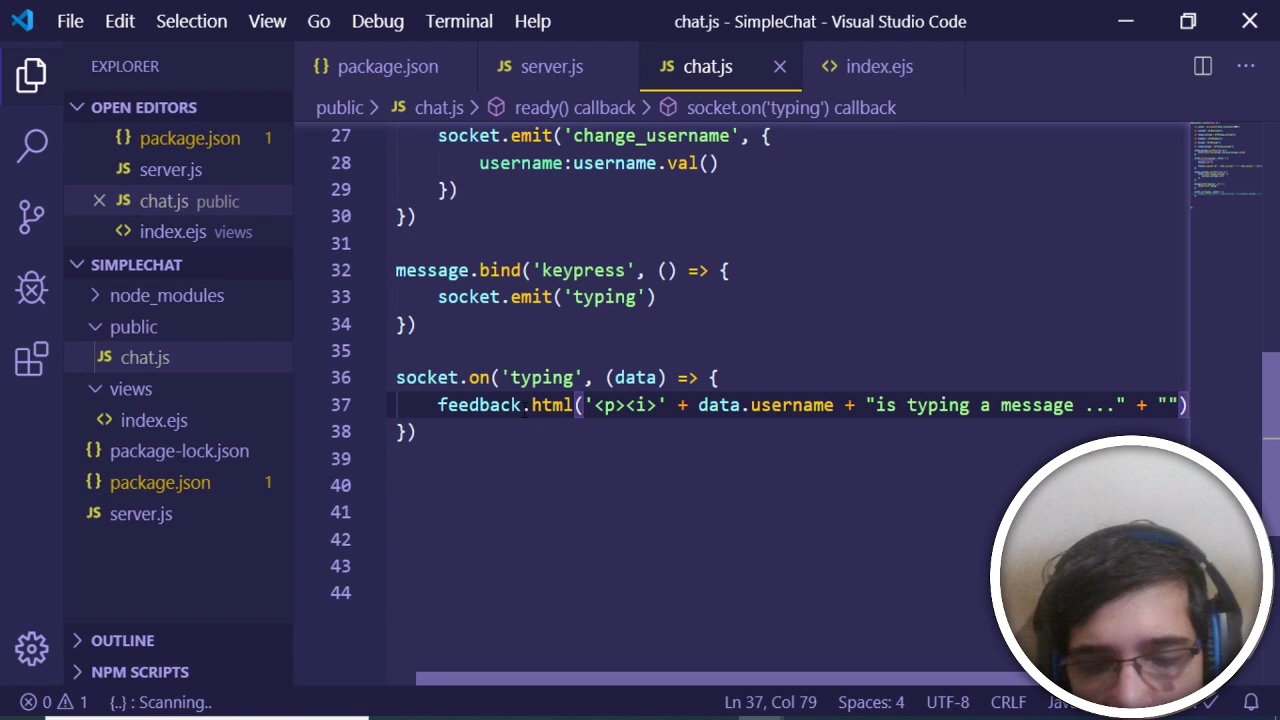 File Edit Selection View Go Debug Terminal Help chat.js - SimpleChat - Visual Studio Code
EXPLORER
OPEN EDITORS
{} package.json 1
JS server.js
JS chat.js public
<> index.ejs views
SIMPLECHAT
node_modules
public
JS chat.js
views
<> index.ejs
{} package-lock.json
{} package.json 1
JS server.js
OUTLINE
NPM SCRIPTS
{} package.json JS server.js JS chat.js <> index.ejs
public > JS chat.js > ready() callback > socket.on('typing') callback
27 socket.emit('change_username', {
28 username:username.val()
29 })
30 })
31
32 message.bind('keypress', () => {
33 socket.emit('typing')
34 })
35
36 socket.on('typing', (data) => {
37 feedback.html('<p><i>' + data.username + "is typing a message ..." + "")
38 })
39
40
41
42
43
44
0 1 {..} : Scanning.. Ln 37, Col 79 Spaces: 4 UTF-8 CRLF